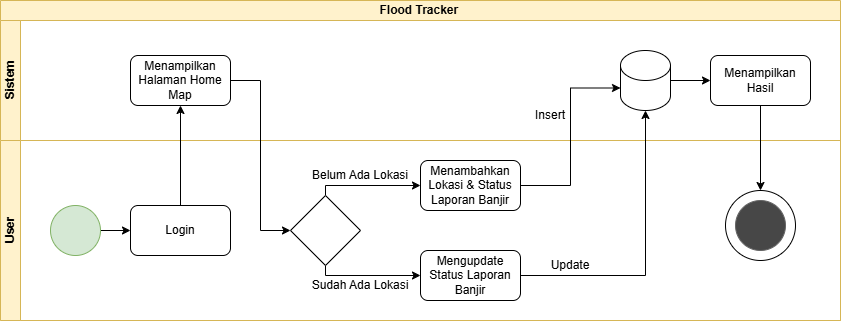 Flood Tracker
Sistem
Menampilkan
Halaman Home
Map
Menampilkan
Hasil
Insert
User
Login
Belum Ada Lokasi
Menambahkan
Lokasi & Status
Laporan Banjir
Sudah Ada Lokasi
Mengupdate
Status Laporan
Banjir
Update